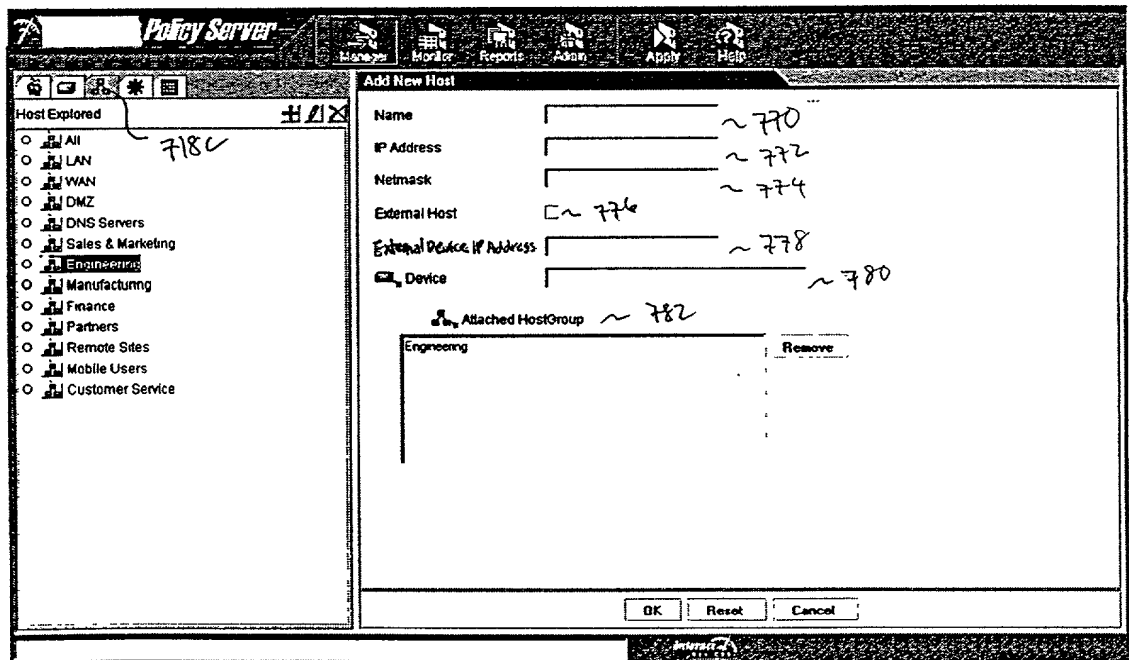 Policy Server
Manager Monitor Reports Admin Apply Help
Add New Host
Host Explored
718C
All
LAN
WAN
DMZ
DNS Servers
Sales & Marketing
Engineering
Manufacturing
Finance
Partners
Remote Sites
Mobile Users
Customer Service
Name ~ 770
IP Address ~ 772
Netmask ~ 774
External Host ~ 776
External Device IP Address ~ 778
Device ~ 780
Attached HostGroup ~ 782
Engineering
Remove
OK Reset Cancel